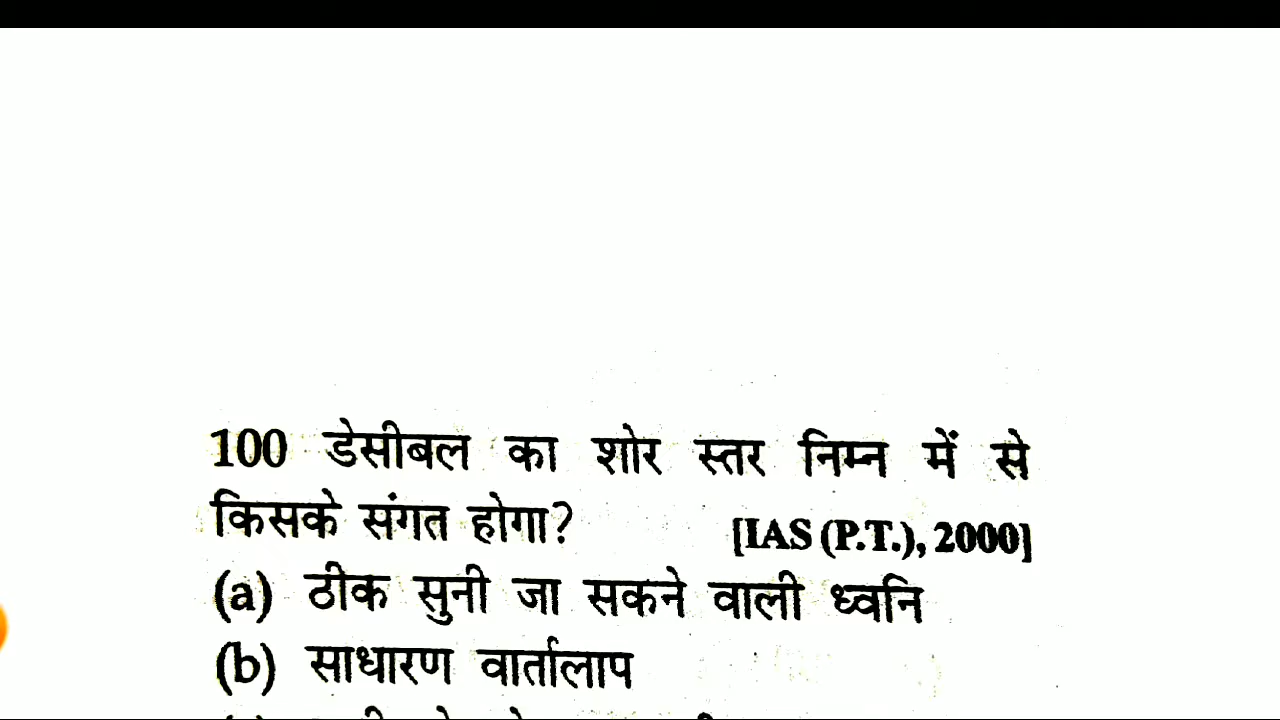 100 डेसीबल का शोर स्तर निम्न में से
किसके संगत होगा? [IAS (P.T.), 2000]
(a) ठीक सुनी जा सकने वाली ध्वनि
(b) साधारण वार्तालाप